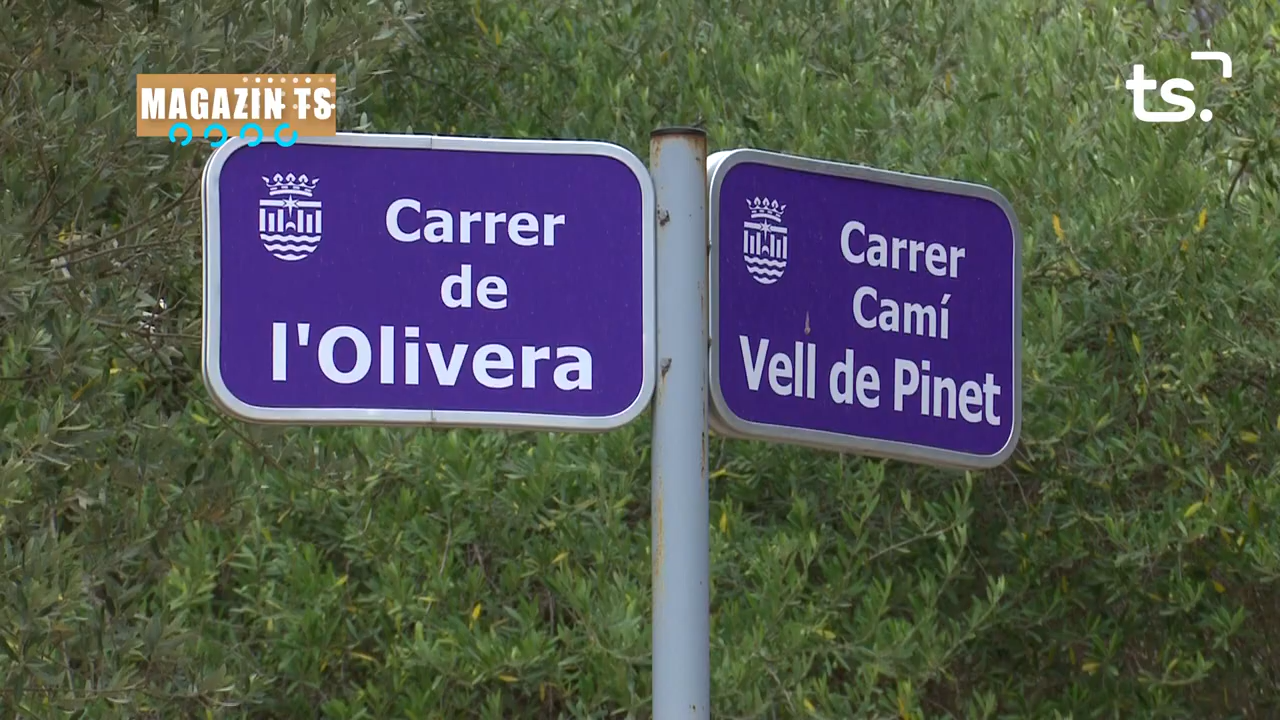 MAGAZIN TS
ts.
Carrer
de
l'Olivera
Carrer
Camí
Vell de Pinet